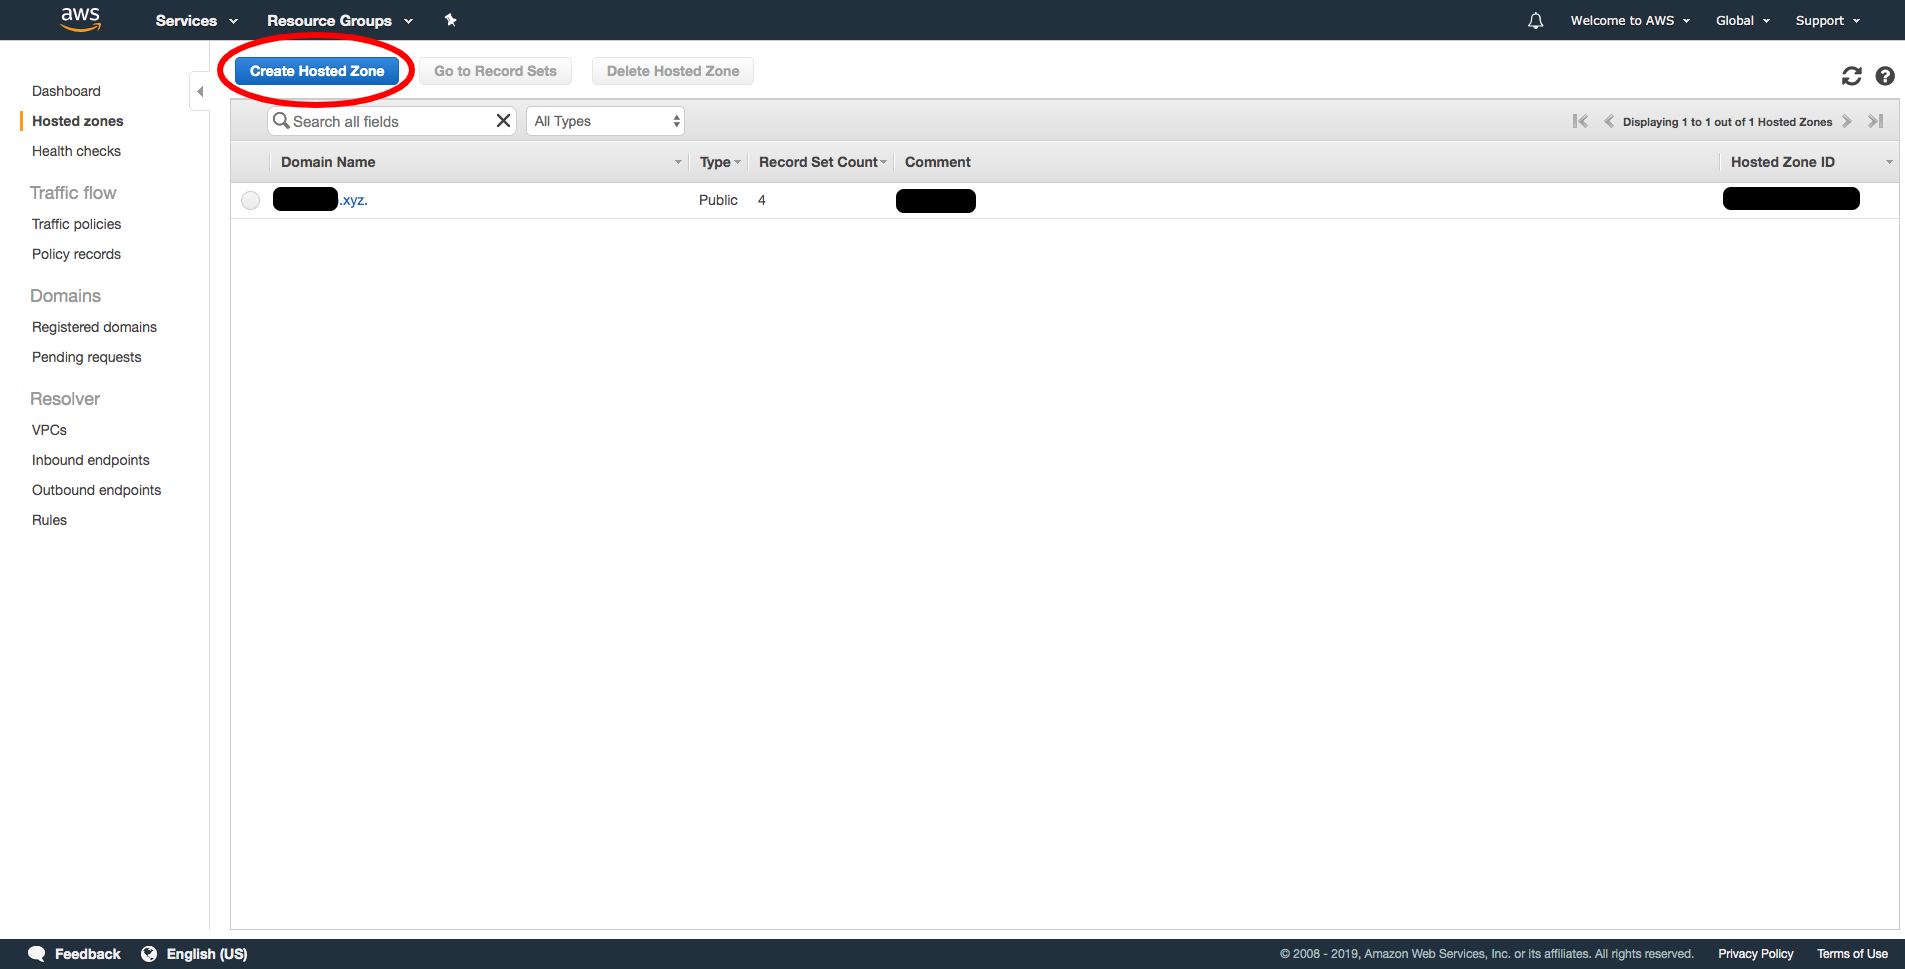 aws Services Resource Groups Welcome to AWS Global Support
Create Hosted Zone Go to Record Sets Delete Hosted Zone
Dashboard
Hosted zones
Health checks
Traffic flow
Traffic policies
Policy records
Domains
Registered domains
Pending requests
Resolver
VPCs
Inbound endpoints
Outbound endpoints
Rules
Search all fields All Types Displaying 1 to 1 out of 1 Hosted Zones
Domain Name Type Record Set Count Comment Hosted Zone ID
.xyz. Public 4
Feedback English (US) © 2008 - 2019, Amazon Web Services, Inc. or its affiliates. All rights reserved. Privacy Policy Terms of Use